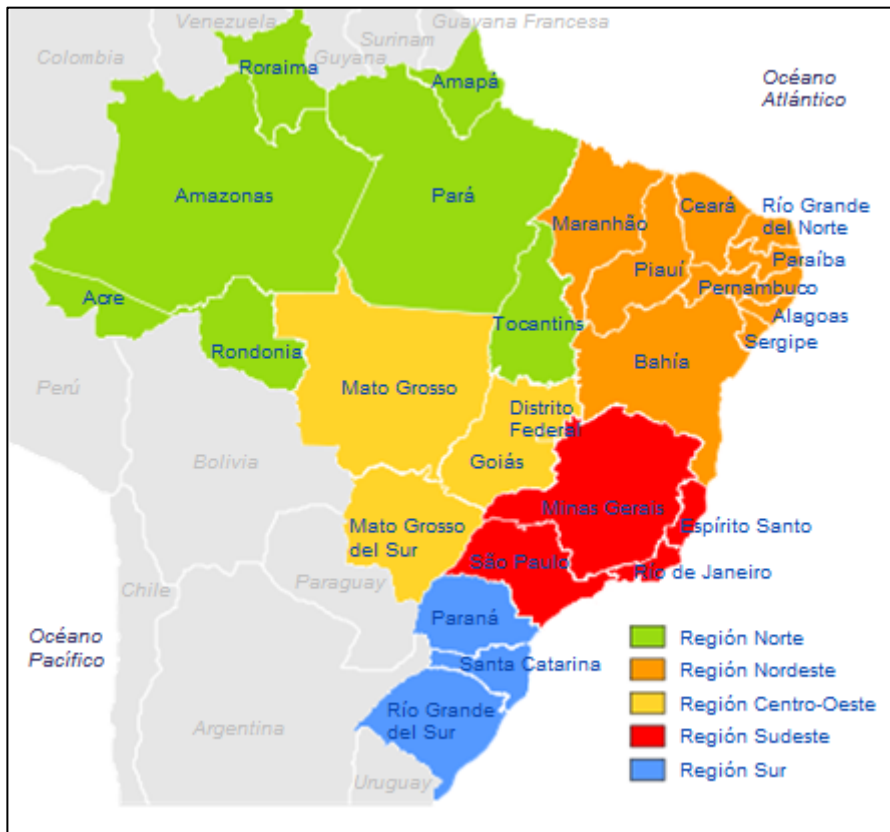 Venezuela
Guayana Francesa
Surinam
Colombia
Guyana
Roraima
Amapá
Océano
Atlántico
Amazonas
Pará
Maranhão
Ceará
Río Grande
del Norte
Piauí
Paraíba
Pernambuco
Acre
Alagoas
Tocantins
Sergipe
Rondonia
Bahía
Perú
Mato Grosso
Distrito
Federal
Bolivia
Goiás
Minas Gerais
Mato Grosso
del Sur
Espírito Santo
São Paulo
Río de Janeiro
Paraguay
Chile
Paraná
Océano
Pacífico
Santa Catarina
Río Grande
del Sur
Argentina
Uruguay
Región Norte
Región Nordeste
Región Centro-Oeste
Región Sudeste
Región Sur